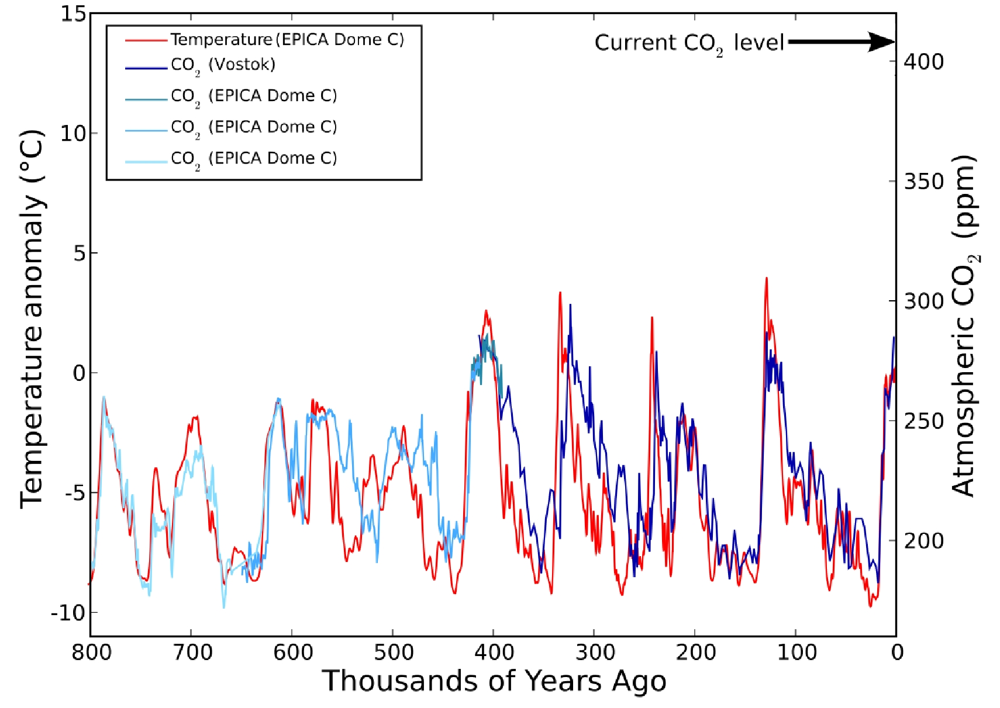 15
10
5
0
-5
-10
Temperature anomaly (°C)
Temperature (EPICA Dome C)
CO₂ (Vostok)
CO₂ (EPICA Dome C)
CO₂ (EPICA Dome C)
CO₂ (EPICA Dome C)
Current CO₂ level
400
350
300
250
200
Atmospheric CO₂ (ppm)
800 700 600 500 400 300 200 100 0
Thousands of Years Ago